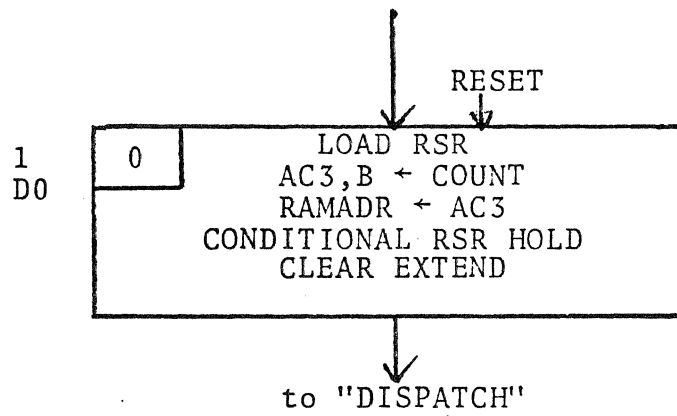 RESET
1
D0
0
LOAD RSR
AC3,B ← COUNT
RAMADR ← AC3
CONDITIONAL RSR HOLD
CLEAR EXTEND
to "DISPATCH"